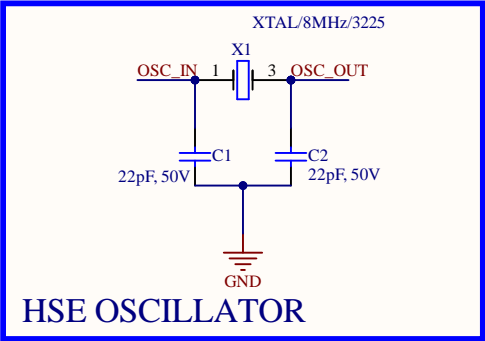 XTAL/8MHz/3225
X1
OSC_IN 1 3 OSC_OUT
C1 C2
22pF, 50V 22pF, 50V
GND
HSE OSCILLATOR